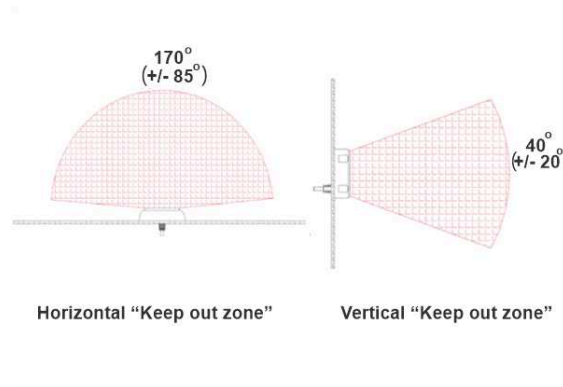 170°
(+/- 85°)
40°
(+/- 20°
Horizontal “Keep out zone”
Vertical “Keep out zone”